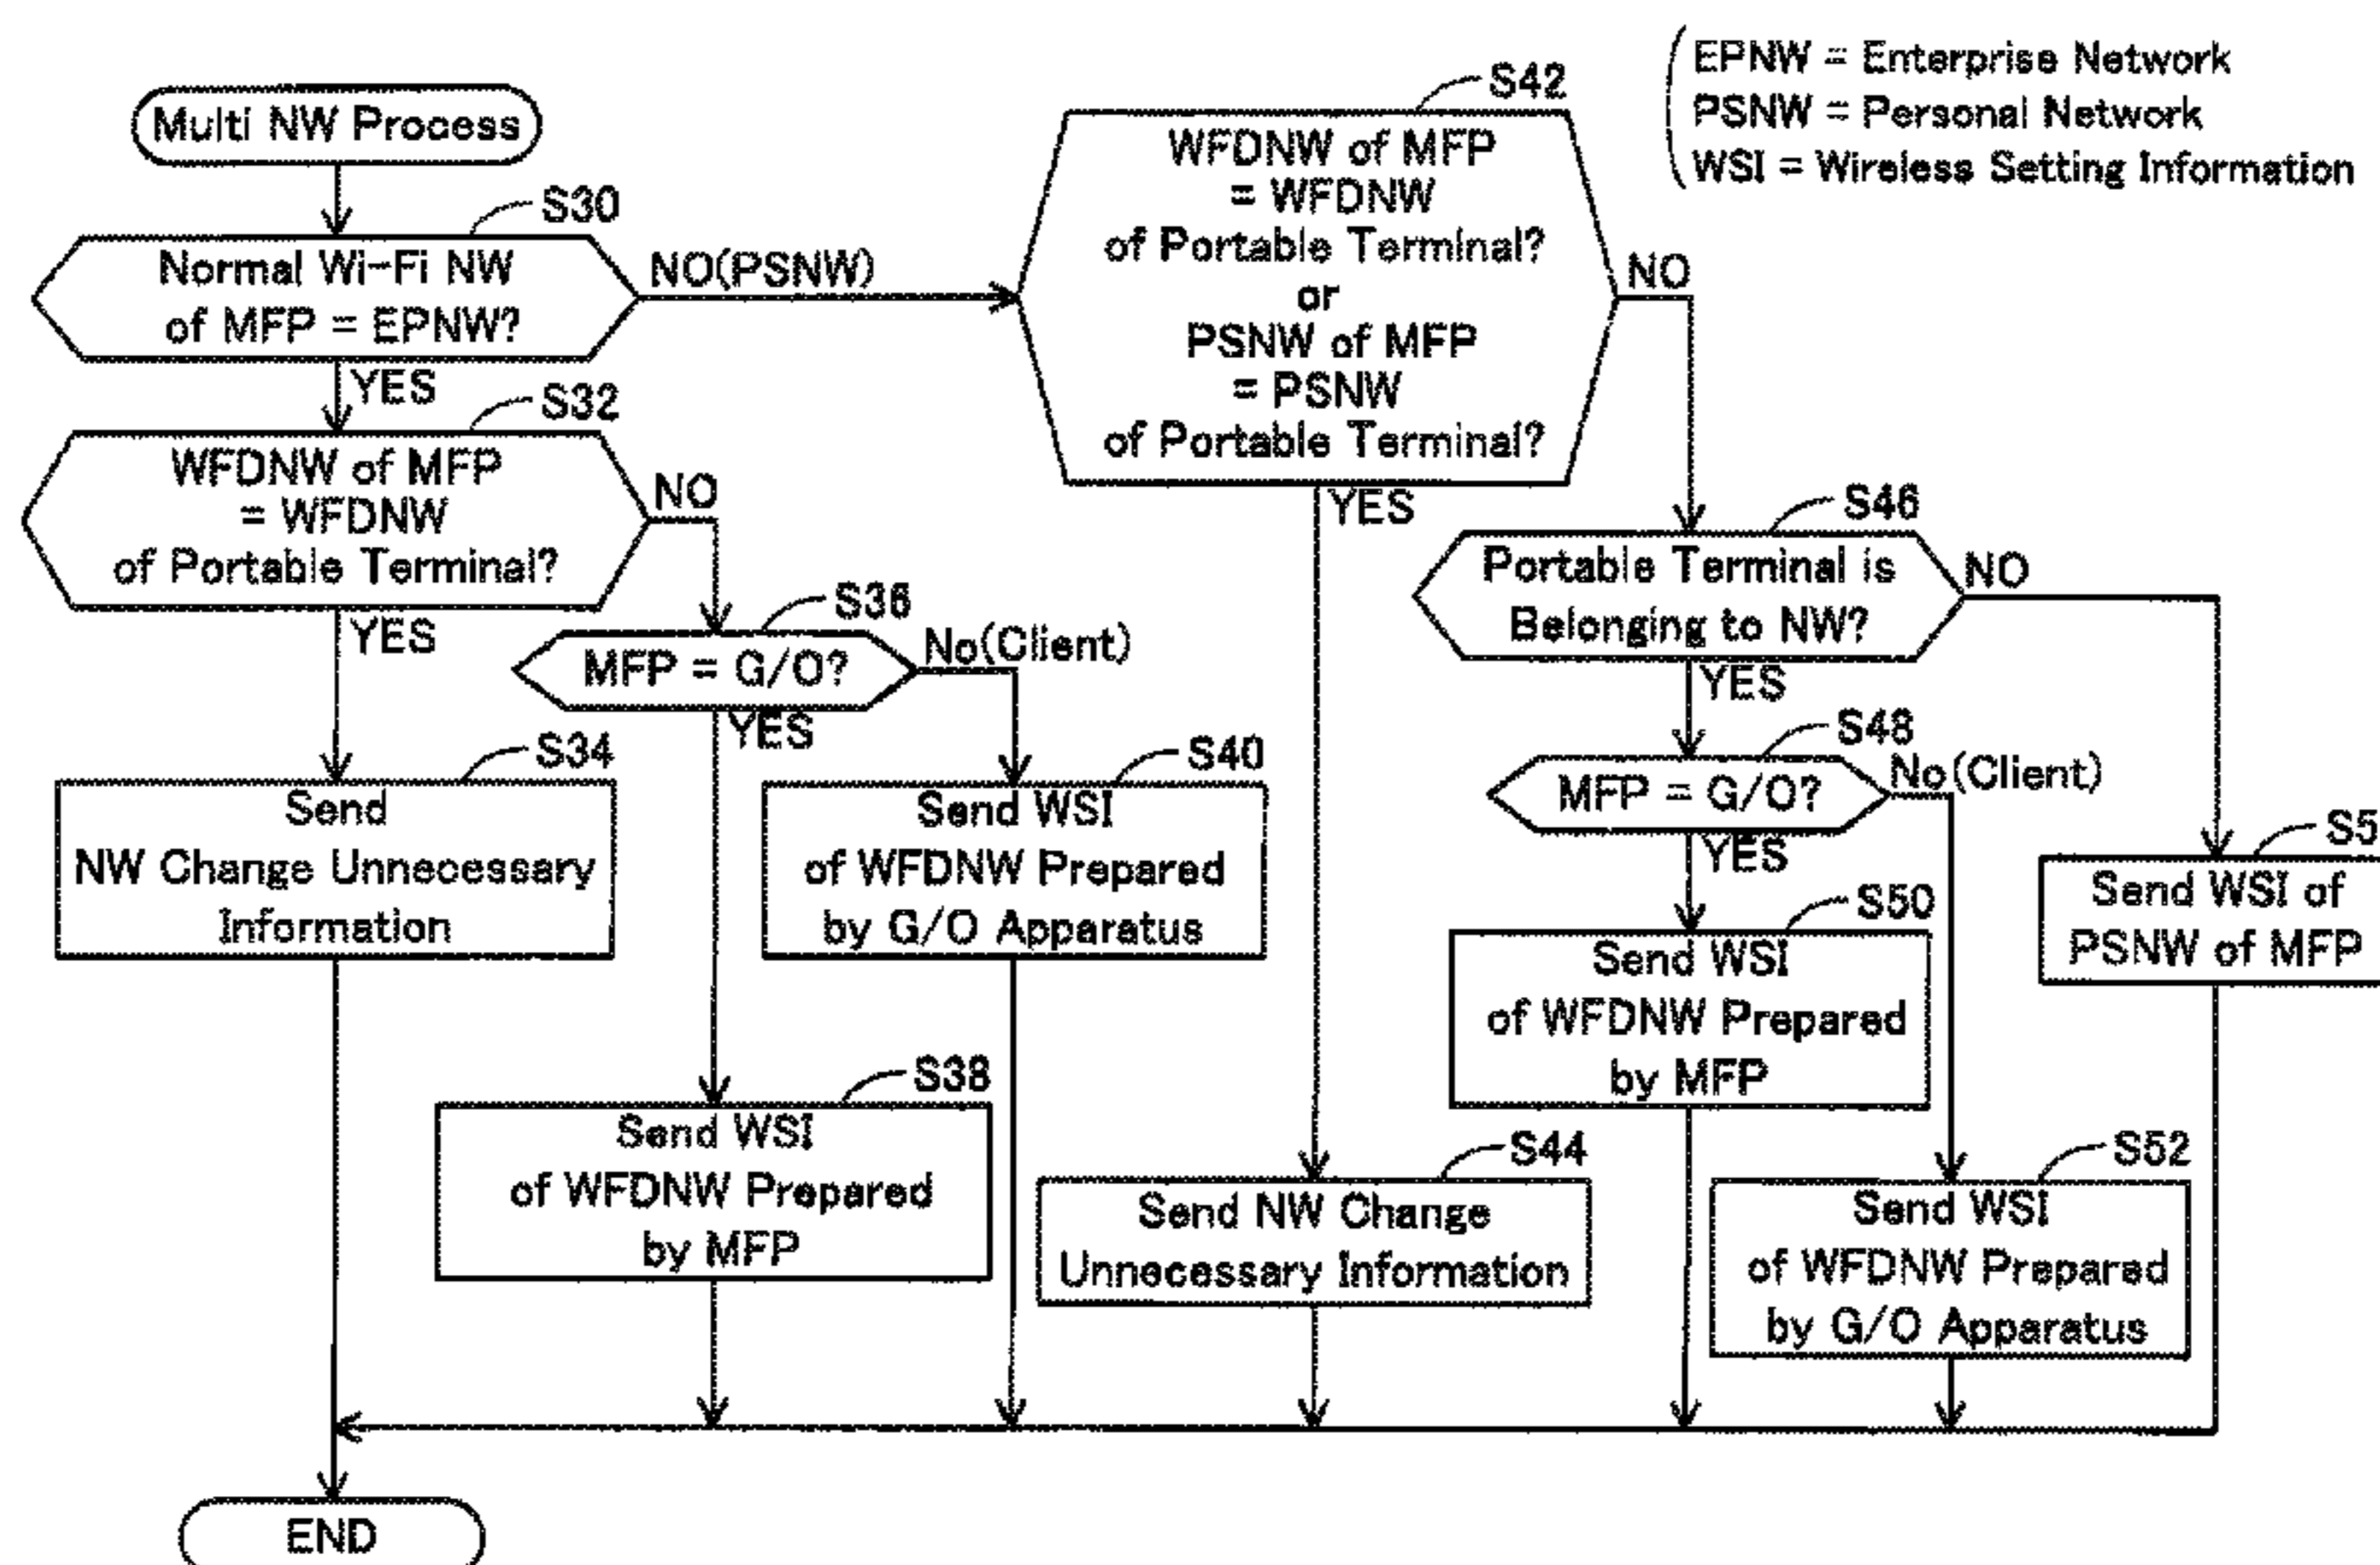 EPNW = Enterprise Network
PSNW = Personal Network
WSI = Wireless Setting Information
Multi NW Process
S30
Normal Wi-Fi NW
of MFP = EPNW?
NO(PSNW)
YES
S32
WFDNW of MFP
= WFDNW
of Portable Terminal?
NO
YES
S34
Send
NW Change Unnecessary
Information
S36
MFP = G/O?
No(Client)
YES
S38
Send WSI
of WFDNW Prepared
by MFP
S40
Send WSI
of WFDNW Prepared
by G/O Apparatus
S42
WFDNW of MFP
= WFDNW
of Portable Terminal?
or
PSNW of MFP
= PSNW
of Portable Terminal?
NO
YES
S44
Send NW Change
Unnecessary Information
S46
Portable Terminal is
Belonging to NW?
NO
YES
S48
MFP = G/O?
No(Client)
YES
S50
Send WSI
of WFDNW Prepared
by MFP
S52
Send WSI
of WFDNW Prepared
by G/O Apparatus
Send WSI of
PSNW of MFP
END